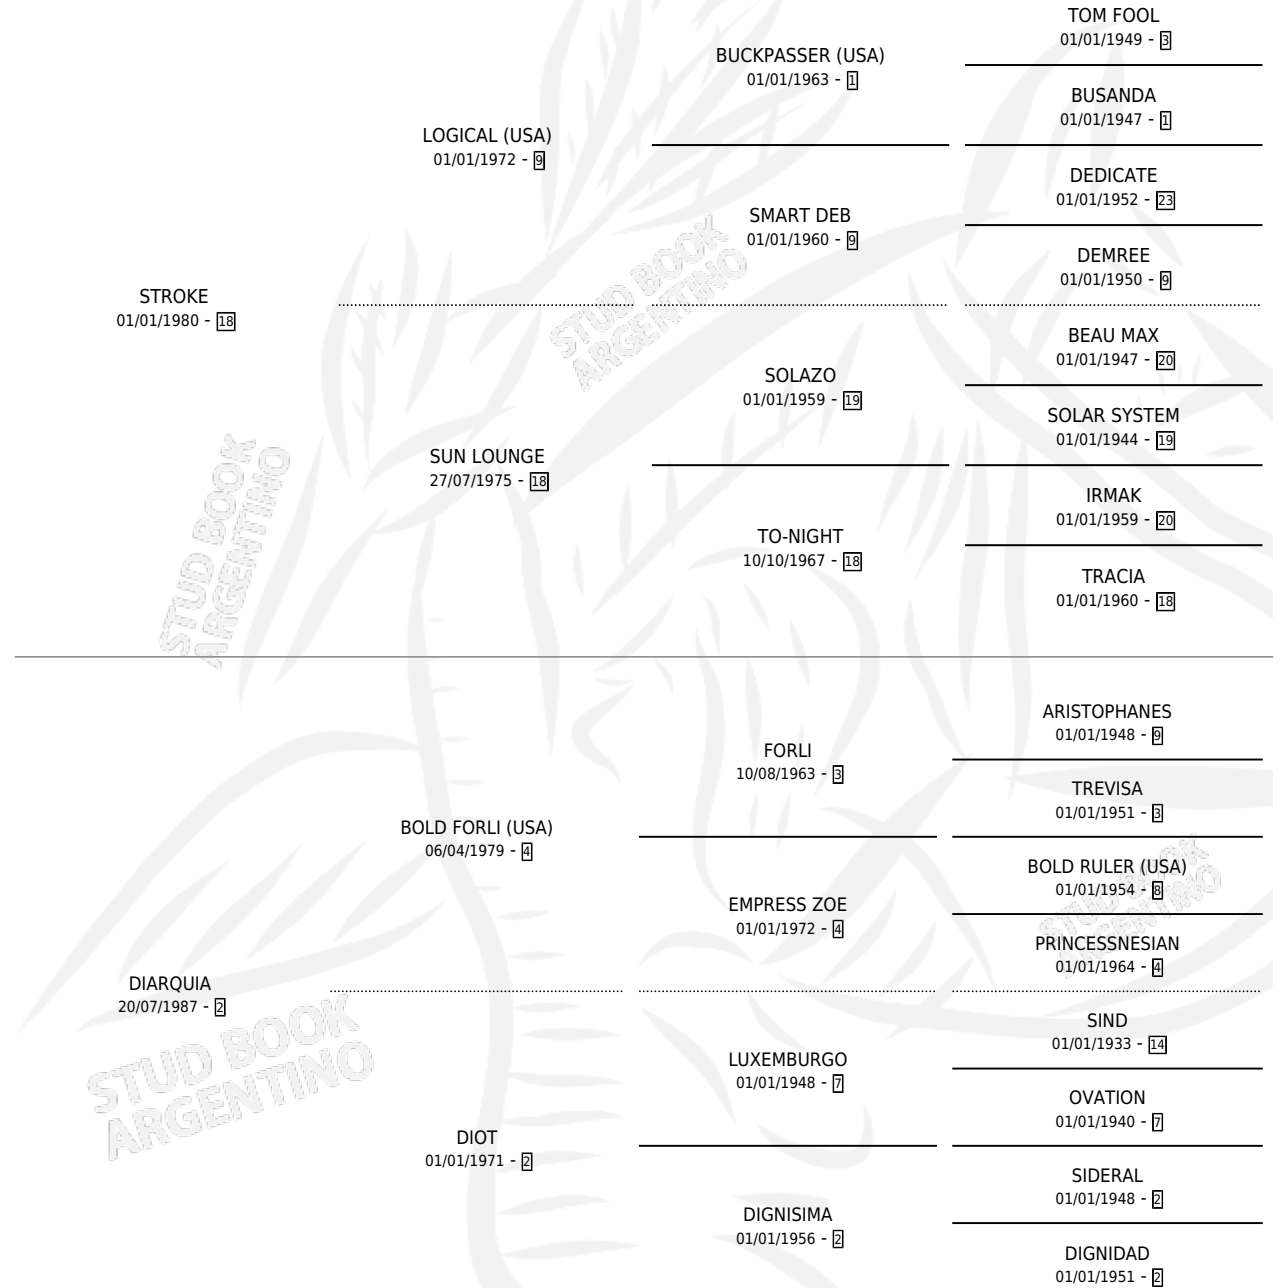 TOM FOOL
01/01/1949 - 3
BUCKPASSER (USA)
01/01/1963 - 1
BUSANDA
01/01/1947 - 1
LOGICAL (USA)
01/01/1972 - 9
DEDICATE
01/01/1952 - 23
SMART DEB
01/01/1960 - 9
DEMREE
01/01/1950 - 9
STROKE
01/01/1980 - 18
BEAU MAX
01/01/1947 - 20
SOLAZO
01/01/1959 - 19
SOLAR SYSTEM
01/01/1944 - 19
SUN LOUNGE
27/07/1975 - 18
IRMAK
01/01/1959 - 20
TO-NIGHT
10/10/1967 - 18
TRACIA
01/01/1960 - 18
ARISTOPHANES
01/01/1948 - 9
FORLI
10/08/1963 - 3
TREVISA
01/01/1951 - 3
BOLD FORLI (USA)
06/04/1979 - 4
BOLD RULER (USA)
01/01/1954 - 8
EMPRESS ZOE
01/01/1972 - 4
PRINCESSNESIAN
01/01/1964 - 4
DIARQUIA
20/07/1987 - 2
SIND
01/01/1933 - 14
LUXEMBURGO
01/01/1948 - 7
OVATION
01/01/1940 - 7
DIOT
01/01/1971 - 2
SIDERAL
01/01/1948 - 2
DIGNISIMA
01/01/1956 - 2
DIGNIDAD
01/01/1951 - 2
STUD BOOK
ARGENTINO
STUD BOOK
ARGENTINO
STUD BOOK
ARGENTINO
STUD BOOK
ARGENTINO